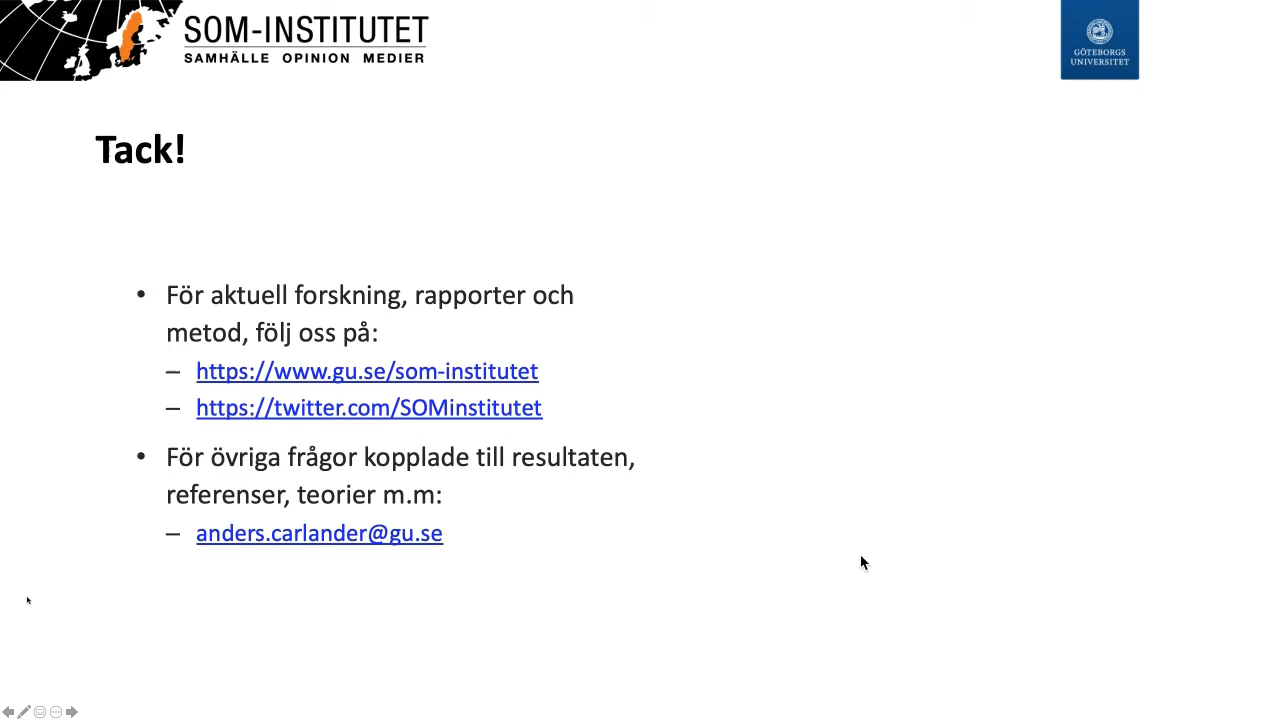 SOM-INSTITUTET
SAMHÄLLE OPINION MEDIER
GÖTEBORGS
UNIVERSITET
Tack!
• För aktuell forskning, rapporter och
metod, följ oss på:
– https://www.gu.se/som-institutet
– https://twitter.com/SOMinstitutet
• För övriga frågor kopplade till resultaten,
referenser, teorier m.m:
– anders.carlander@gu.se